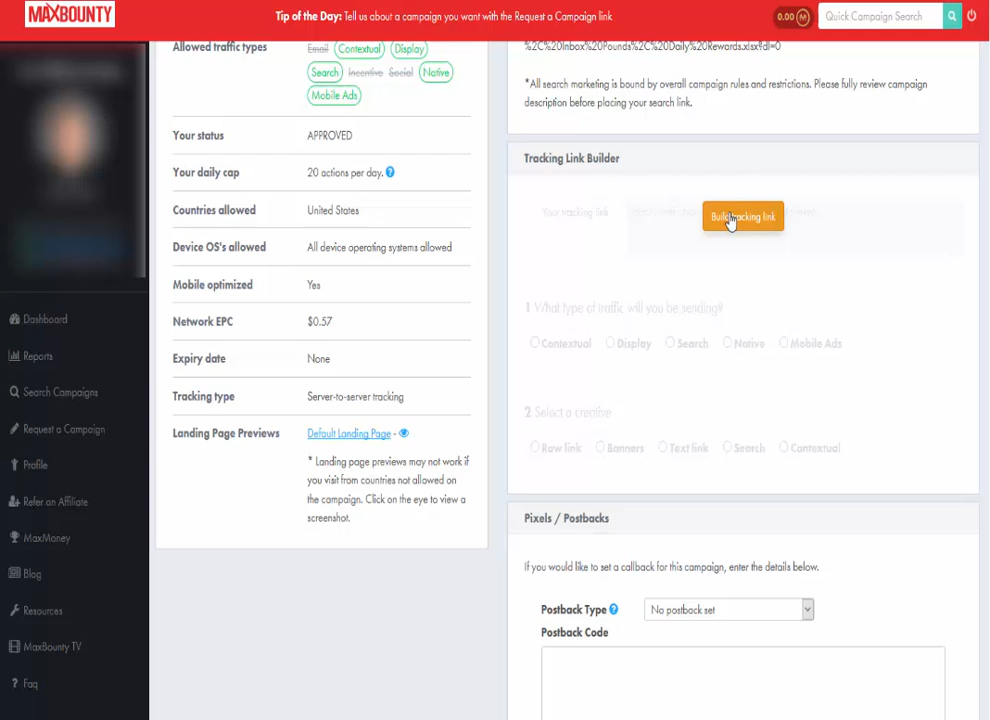 MAXBOUNTY
Tip of the Day: Tell us about a campaign you want with the Request a Campaign link
0.00 M
Quick Campaign Search
Dashboard
Reports
Search Campaigns
Request a Campaign
Profile
Refer an Affiliate
MaxMoney
Blog
Resources
MaxBounty TV
? Faq
Allowed traffic types
Email Contextual Display
Search Incentive Social Native
Mobile Ads
Your status APPROVED
Your daily cap 20 actions per day. ?
Countries allowed United States
Device OS's allowed All device operating systems allowed
Mobile optimized Yes
Network EPC $0.57
Expiry date None
Tracking type Server-to-server tracking
Landing Page Previews Default Landing Page -
* Landing page previews may not work if
you visit from countries not allowed on
the campaign. Click on the eye to view a
screenshot.
%2C%20Inbox%20Pounds%2C%20Daily%20Rewards.xlsx?dl=0
*All search marketing is bound by overall campaign rules and restrictions. Please fully review campaign
description before placing your search link.
Tracking Link Builder
Your tracking link
Build tracking link
1 What type of traffic will you be sending?
Contextual Display Search Native Mobile Ads
2 Select a creative
Raw link Banners Text link Search Contextual
Pixels / Postbacks
If you would like to set a callback for this campaign, enter the details below.
Postback Type ? No postback set
Postback Code